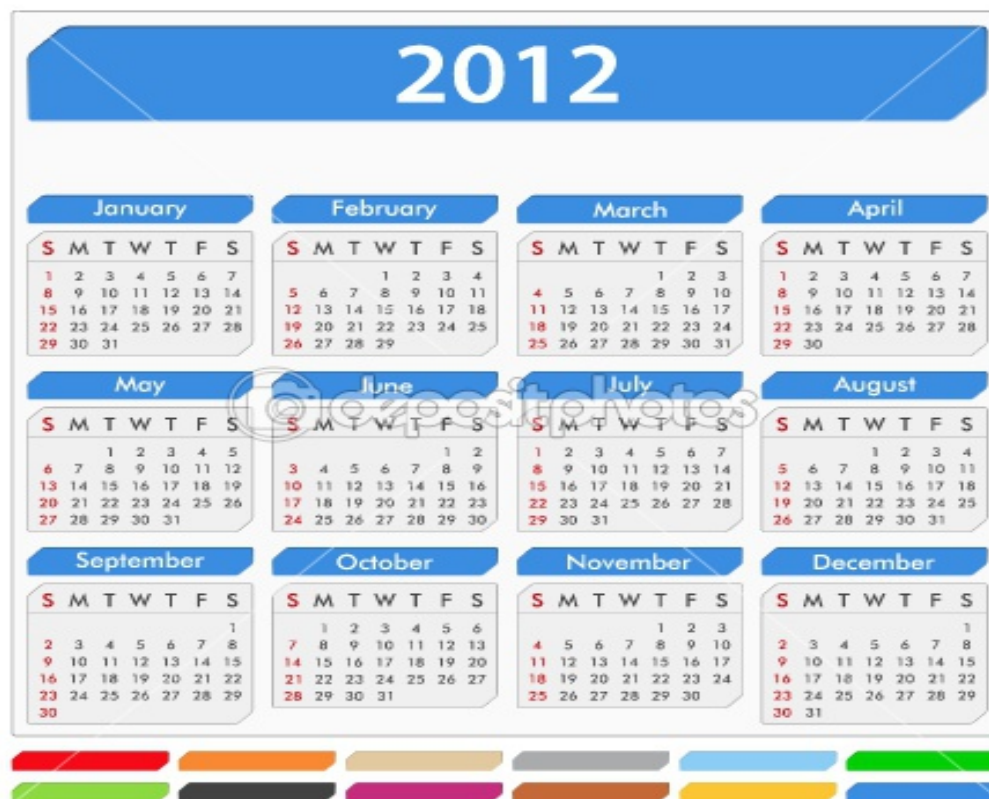 2012
January February March April
S M T W T F S S M T W T F S S M T W T F S S M T W T F S
1 2 3 4 5 6 7 1 2 3 4 1 2 3 1 2 3 4 5 6 7
8 9 10 11 12 13 14 5 6 7 8 9 10 11 4 5 6 7 8 9 10 8 9 10 11 12 13 14
15 16 17 18 19 20 21 12 13 14 15 16 17 18 11 12 13 14 15 16 17 15 16 17 18 19 20 21
22 23 24 25 26 27 28 19 20 21 22 23 24 25 18 19 20 21 22 23 24 22 23 24 25 26 27 28
29 30 31 26 27 28 29 25 26 27 28 29 30 31 29 30
May June July August
depositphotos
S M T W T F S S M T W T F S S M T W T F S S M T W T F S
1 2 3 4 5 1 2 1 2 3 4 5 6 7 1 2 3 4
6 7 8 9 10 11 12 3 4 5 6 7 8 9 8 9 10 11 12 13 14 5 6 7 8 9 10 11
13 14 15 16 17 18 19 10 11 12 13 14 15 16 15 16 17 18 19 20 21 12 13 14 15 16 17 18
20 21 22 23 24 25 26 17 18 19 20 21 22 23 22 23 24 25 26 27 28 19 20 21 22 23 24 25
27 28 29 30 31 24 25 26 27 28 29 30 29 30 31 26 27 28 29 30 31
September October November December
S M T W T F S S M T W T F S S M T W T F S S M T W T F S
1 1 2 3 4 5 6 1 2 3 1
2 3 4 5 6 7 8 7 8 9 10 11 12 13 4 5 6 7 8 9 10 2 3 4 5 6 7 8
9 10 11 12 13 14 15 14 15 16 17 18 19 20 11 12 13 14 15 16 17 9 10 11 12 13 14 15
16 17 18 19 20 21 22 21 22 23 24 25 26 27 18 19 20 21 22 23 24 16 17 18 19 20 21 22
23 24 25 26 27 28 29 28 29 30 31 25 26 27 28 29 30 23 24 25 26 27 28 29
30 30 31